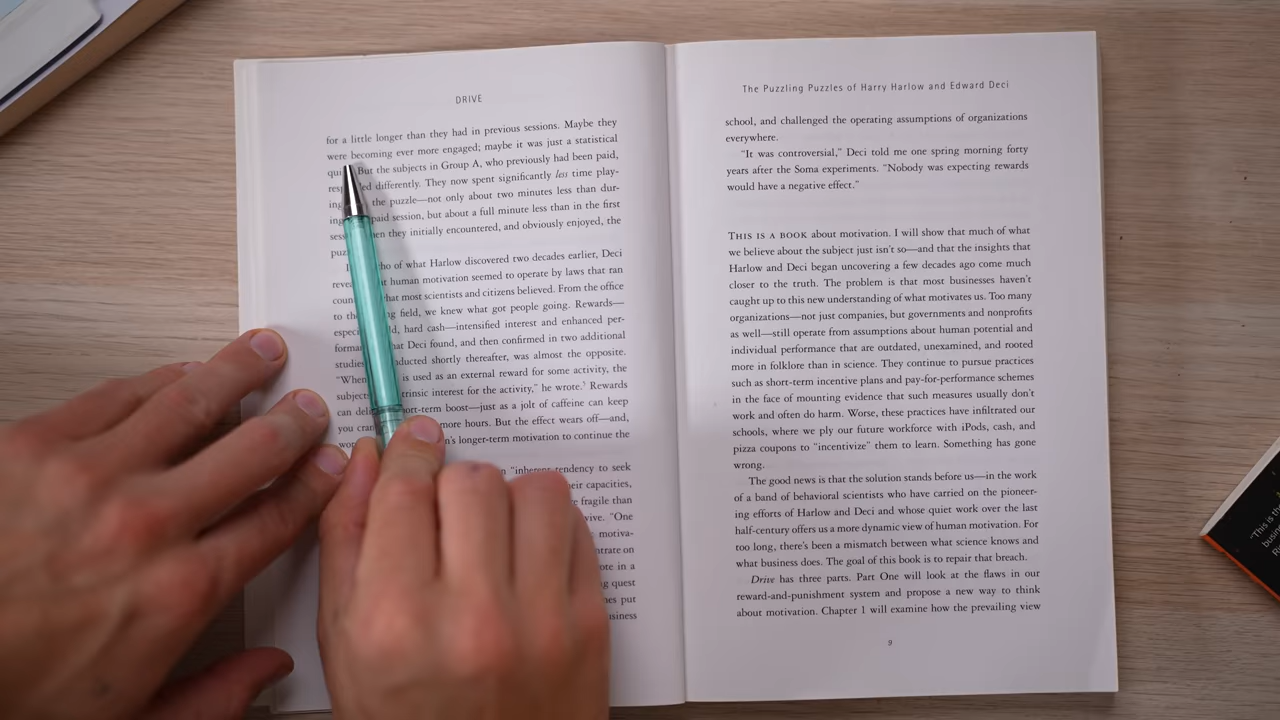 DRIVE
for a little longer than they had in previous sessions. Maybe they
were becoming ever more engaged; maybe it was just a statistical
But the subjects in Group A, who previously had been paid,
differently. They now spent significantly less time play-
the puzzle—not only about two minutes less than dur-
paid session, but about a full minute less than in the first
they initially encountered, and obviously enjoyed, the
of what Harlow discovered two decades earlier, Deci
human motivation seemed to operate by laws that ran
most scientists and citizens believed. From the office
to the field, we knew what got people going. Rewards—
hard cash—intensified interest and enhanced per-
Deci found, and then confirmed in two additional
studies shortly thereafter, was almost the opposite.
"When is used as an external reward for some activity, the
subjects interest for the activity," he wrote. Rewards
can boost—just as a jolt of caffeine can keep
you more hours. But the effect wears off—and,
longer-term motivation to continue the
"inherent tendency to seek
their capacities,
fragile than
"One
motiva-
on
in a
quest
put
The Puzzling Puzzles of Harry Harlow and Edward Deci
school, and challenged the operating assumptions of organizations
everywhere.
"It was controversial," Deci told me one spring morning forty
years after the Soma experiments. "Nobody was expecting rewards
would have a negative effect."
THIS IS A BOOK about motivation. I will show that much of what
we believe about the subject just isn't so—and that the insights that
Harlow and Deci began uncovering a few decades ago come much
closer to the truth. The problem is that most businesses haven't
caught up to this new understanding of what motivates us. Too many
organizations—not just companies, but governments and nonprofits
as well—still operate from assumptions about human potential and
individual performance that are outdated, unexamined, and rooted
more in folklore than in science. They continue to pursue practices
such as short-term incentive plans and pay-for-performance schemes
in the face of mounting evidence that such measures usually don't
work and often do harm. Worse, these practices have infiltrated our
schools, where we ply our future workforce with iPods, cash, and
pizza coupons to "incentivize" them to learn. Something has gone
wrong.
The good news is that the solution stands before us—in the work
of a band of behavioral scientists who have carried on the pioneer-
ing efforts of Harlow and Deci and whose quiet work over the last
half-century offers us a more dynamic view of human motivation. For
too long, there's been a mismatch between what science knows and
what business does. The goal of this book is to repair that breach.
Drive has three parts. Part One will look at the flaws in our
reward-and-punishment system and propose a new way to think
about motivation. Chapter 1 will examine how the prevailing view
9
"This is